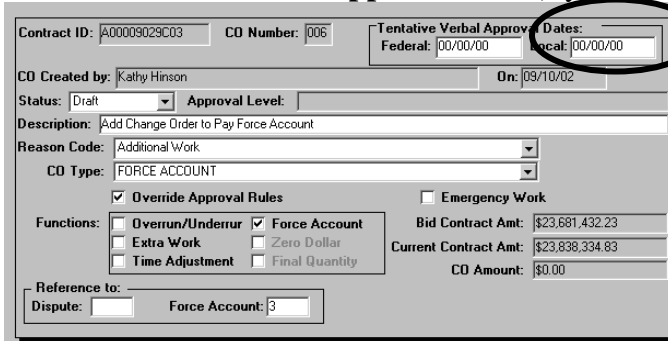 Contract ID: A00009029C03 CO Number: 006 Tentative Verbal Approval Dates:
Federal: 00/00/00 Local: 00/00/00
CO Created by: Kathy Hinson On: 09/10/02
Status: Draft Approval Level:
Description: Add Change Order to Pay Force Account
Reason Code: Additional Work
CO Type: FORCE ACCOUNT
Override Approval Rules Emergency Work
Functions: Overrun/Underrur Force Account Bid Contract Amt: $23,681,432.23
Extra Work Zero Dollar Current Contract Amt: $23,838,334.83
Time Adjustment Final Quantity CO Amount: $0.00
Reference to:
Dispute: Force Account: 3